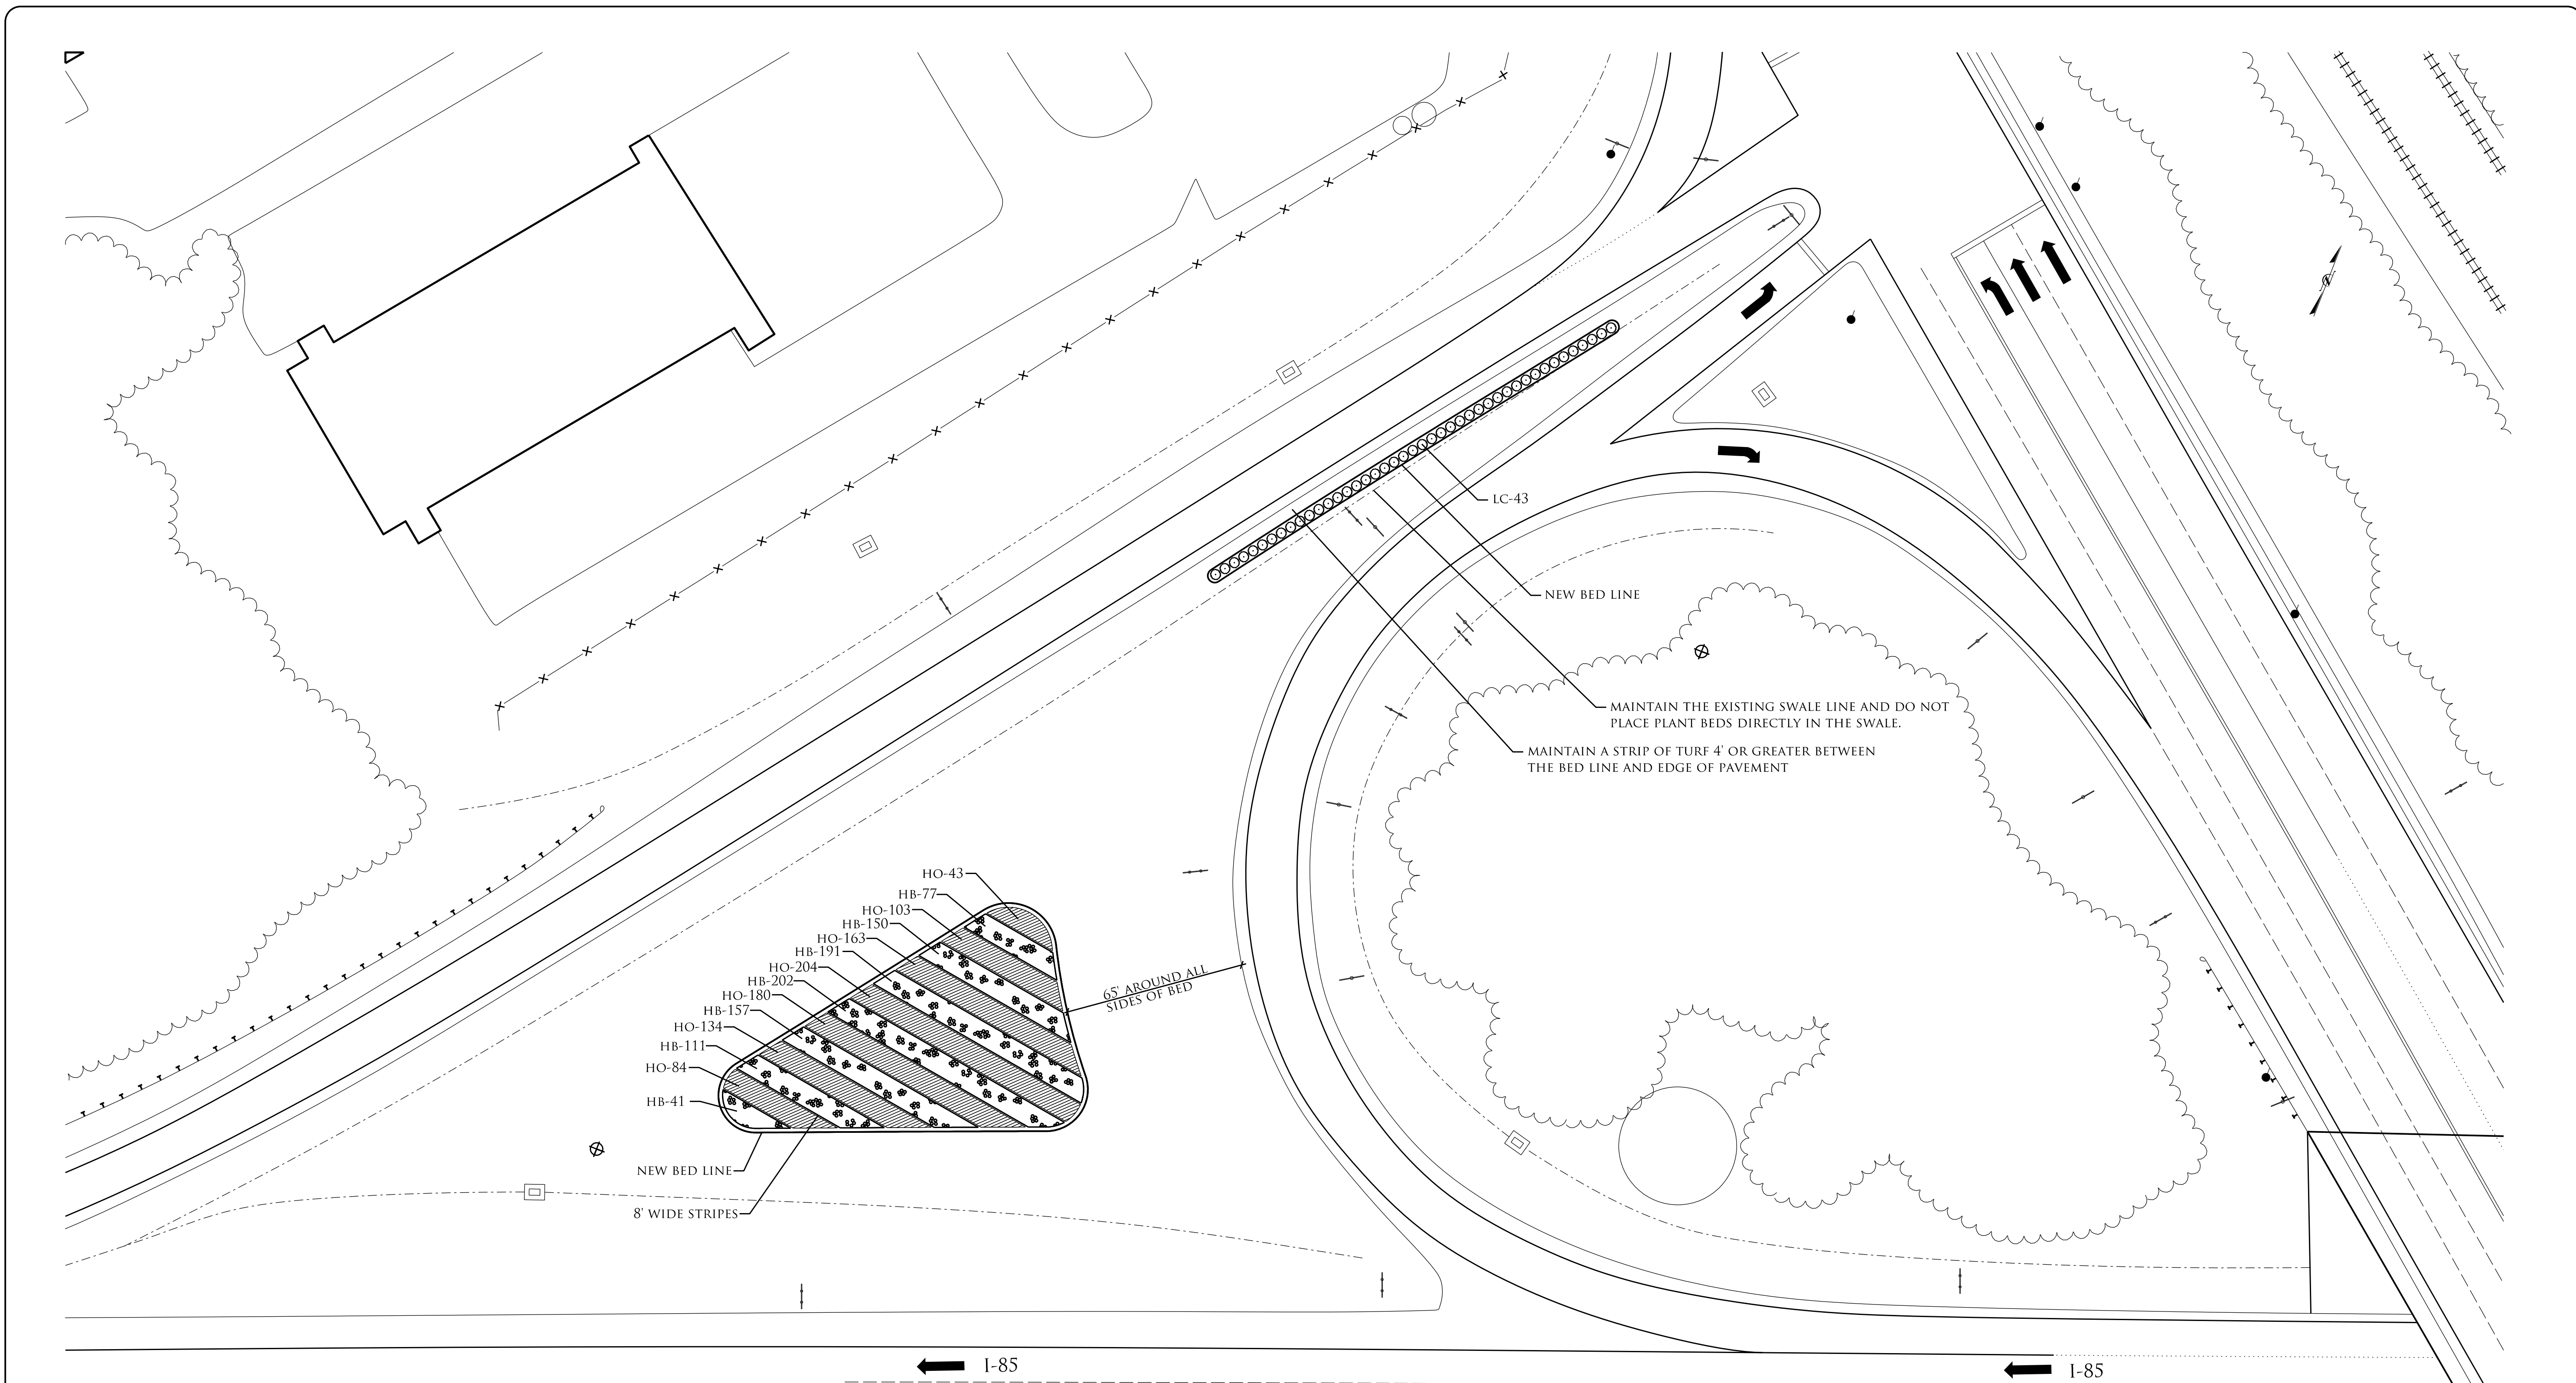 LC-43
NEW BED LINE
MAINTAIN THE EXISTING SWALE LINE AND DO NOT
PLACE PLANT BEDS DIRECTLY IN THE SWALE.
MAINTAIN A STRIP OF TURF 4' OR GREATER BETWEEN
THE BED LINE AND EDGE OF PAVEMENT
HO-43
HB-77
HO-103
HB-150
HO-163
HB-191
HO-204
HB-202
HO-180
HB-157
HO-134
HB-111
HO-84
HB-41
65' AROUND ALL
SIDES OF BED
NEW BED LINE
8' WIDE STRIPES
I-85
I-85